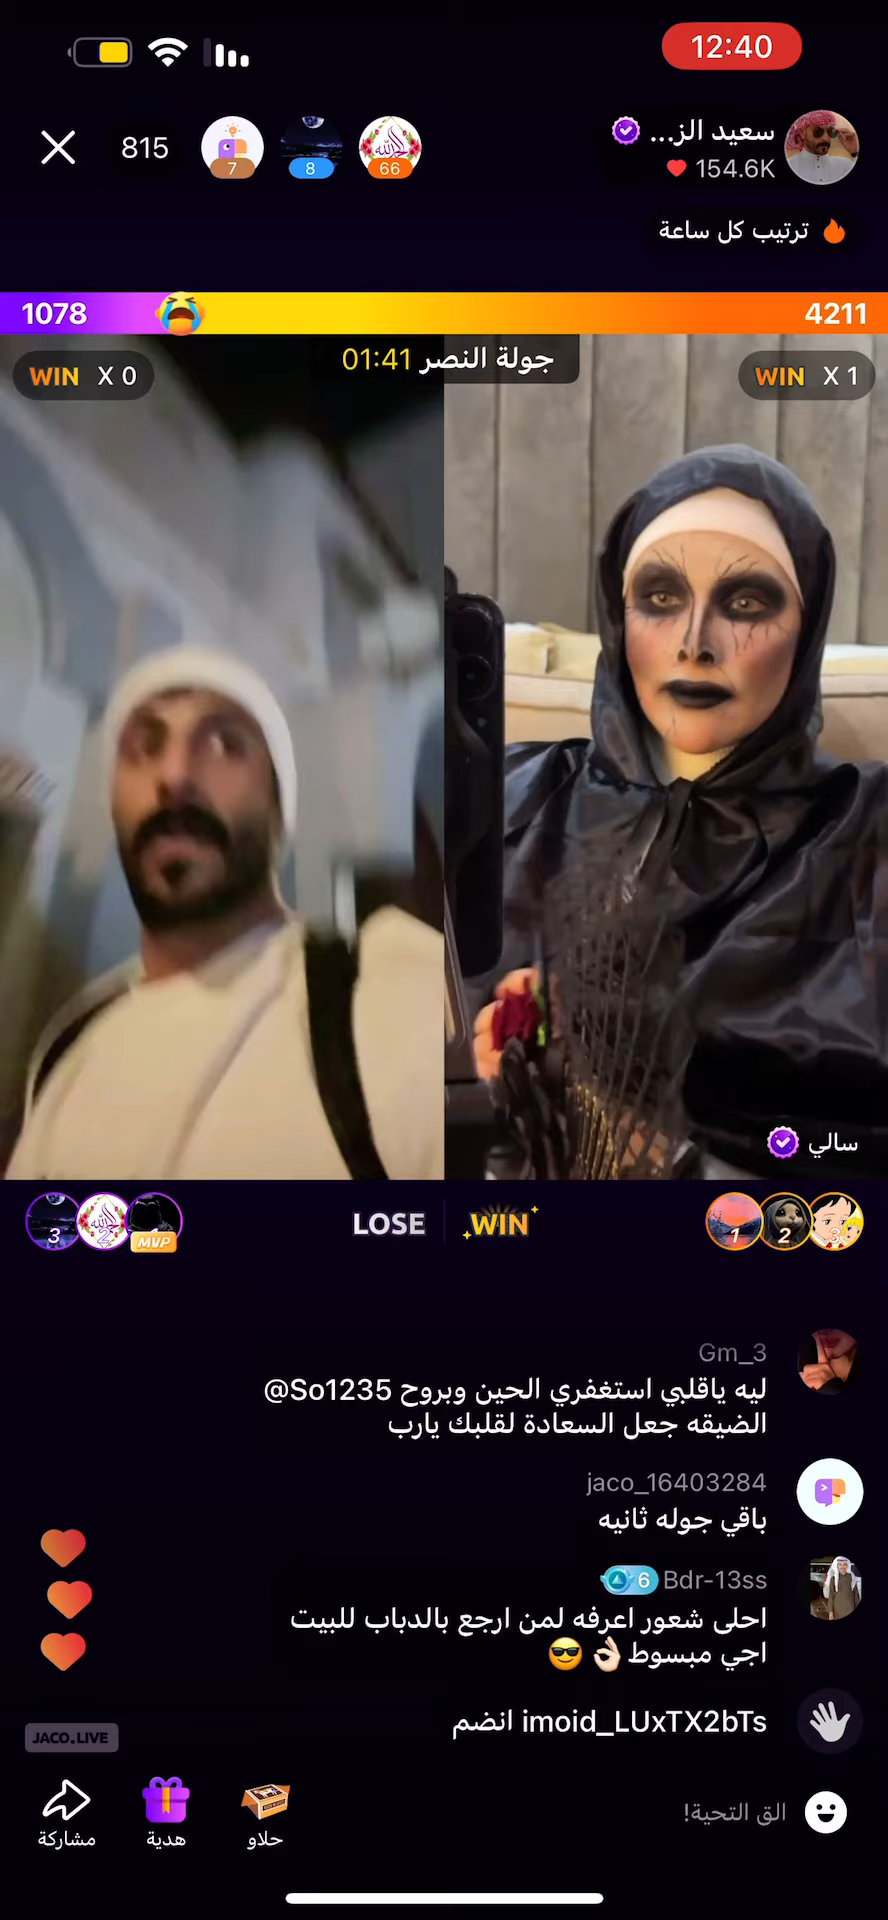 12:40
815
7
8
66
سعيد الز...
154.6K
ترتيب كل ساعة
1078
4211
WIN X 0
جولة النصر 01:41
WIN X 1
سالي
3
2
MVP
LOSE
WIN
1
2
3
Gm_3
@So1235 ليه ياقلبي استغفري الحين وبروح
الضيقه جعل السعادة لقلبك يارب
jaco_16403284
باقي جوله ثانيه
6 Bdr-13ss
احلى شعور اعرفه لمن ارجع بالدباب للبيت
اجي مبسوط👌🏻 😎
imoid_LUxTX2bTs انضم
JACO.LIVE
الق التحية!
حلاو
هدية
مشاركة